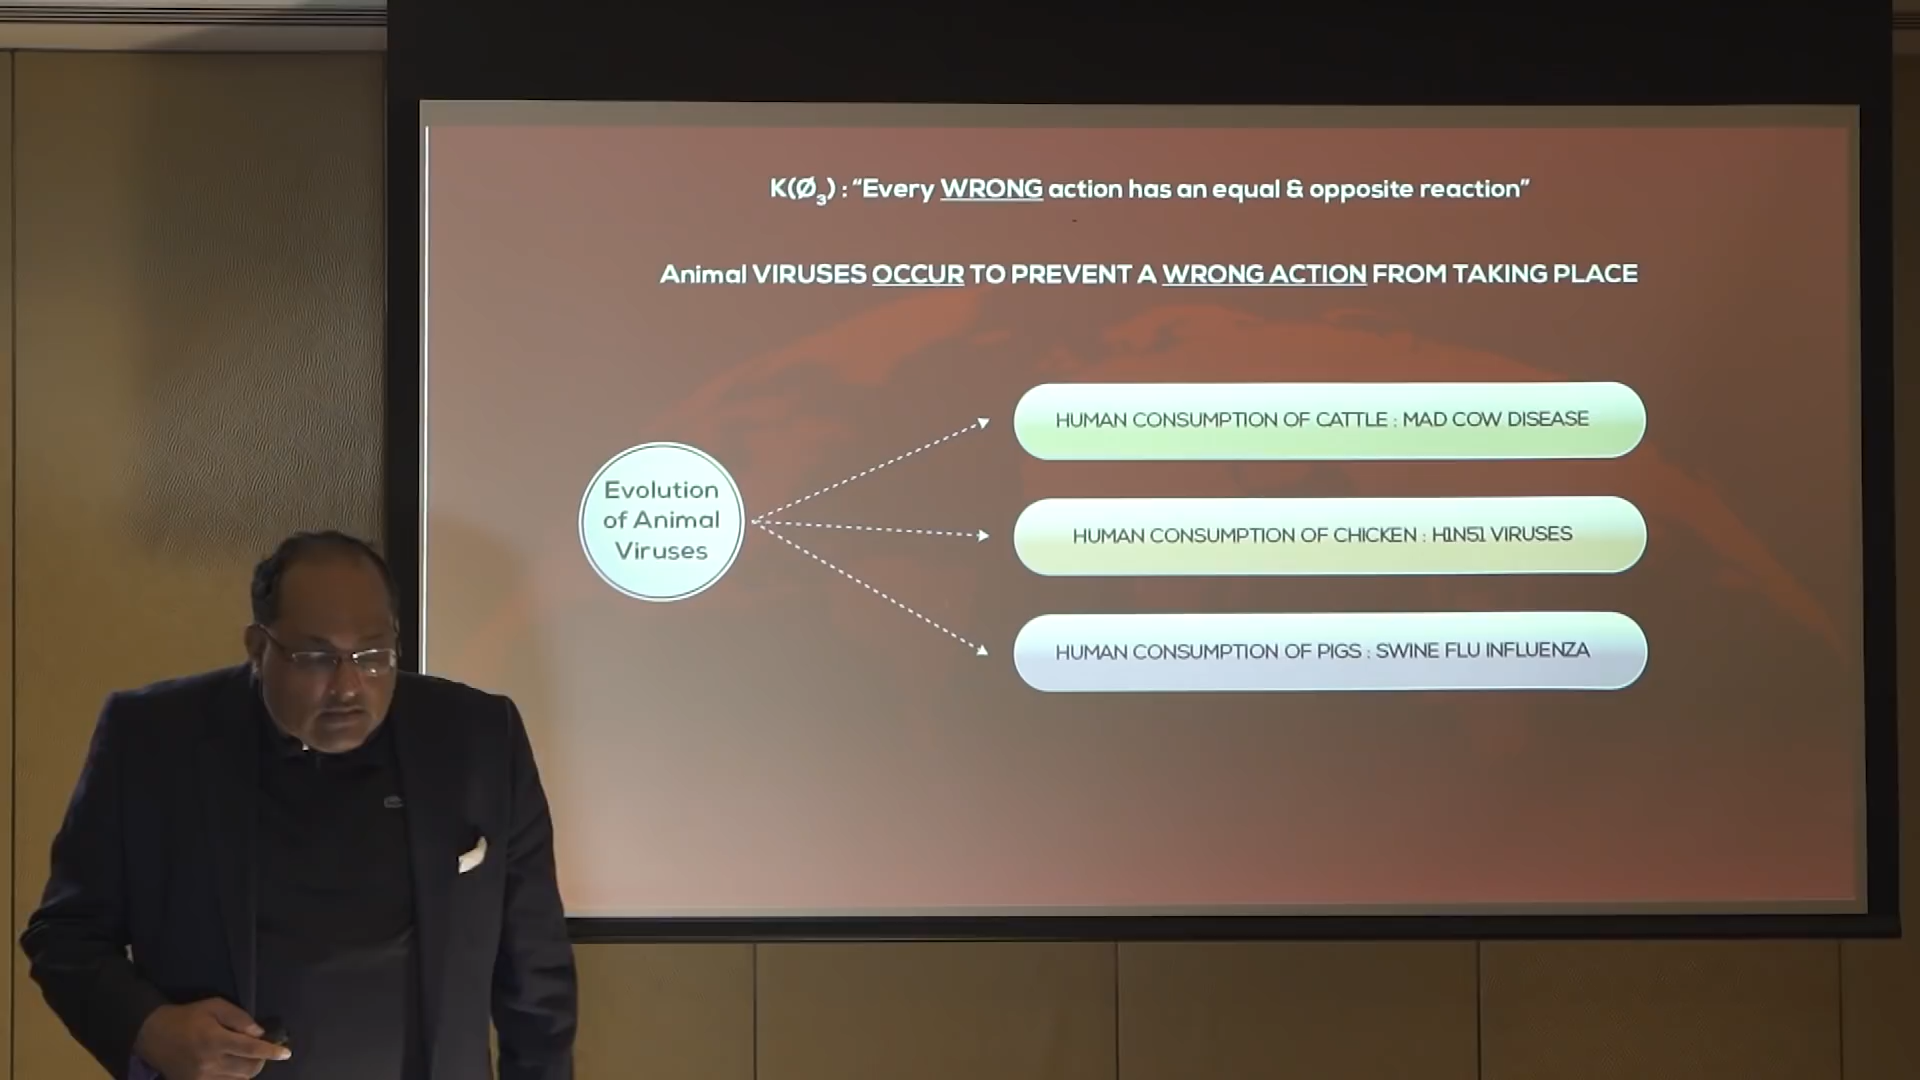 K(Ø₃) : “Every WRONG action has an equal & opposite reaction”
Animal VIRUSES OCCUR TO PREVENT A WRONG ACTION FROM TAKING PLACE
Evolution
of Animal
Viruses
HUMAN CONSUMPTION OF CATTLE : MAD COW DISEASE
HUMAN CONSUMPTION OF CHICKEN : H1N51 VIRUSES
HUMAN CONSUMPTION OF PIGS : SWINE FLU INFLUENZA